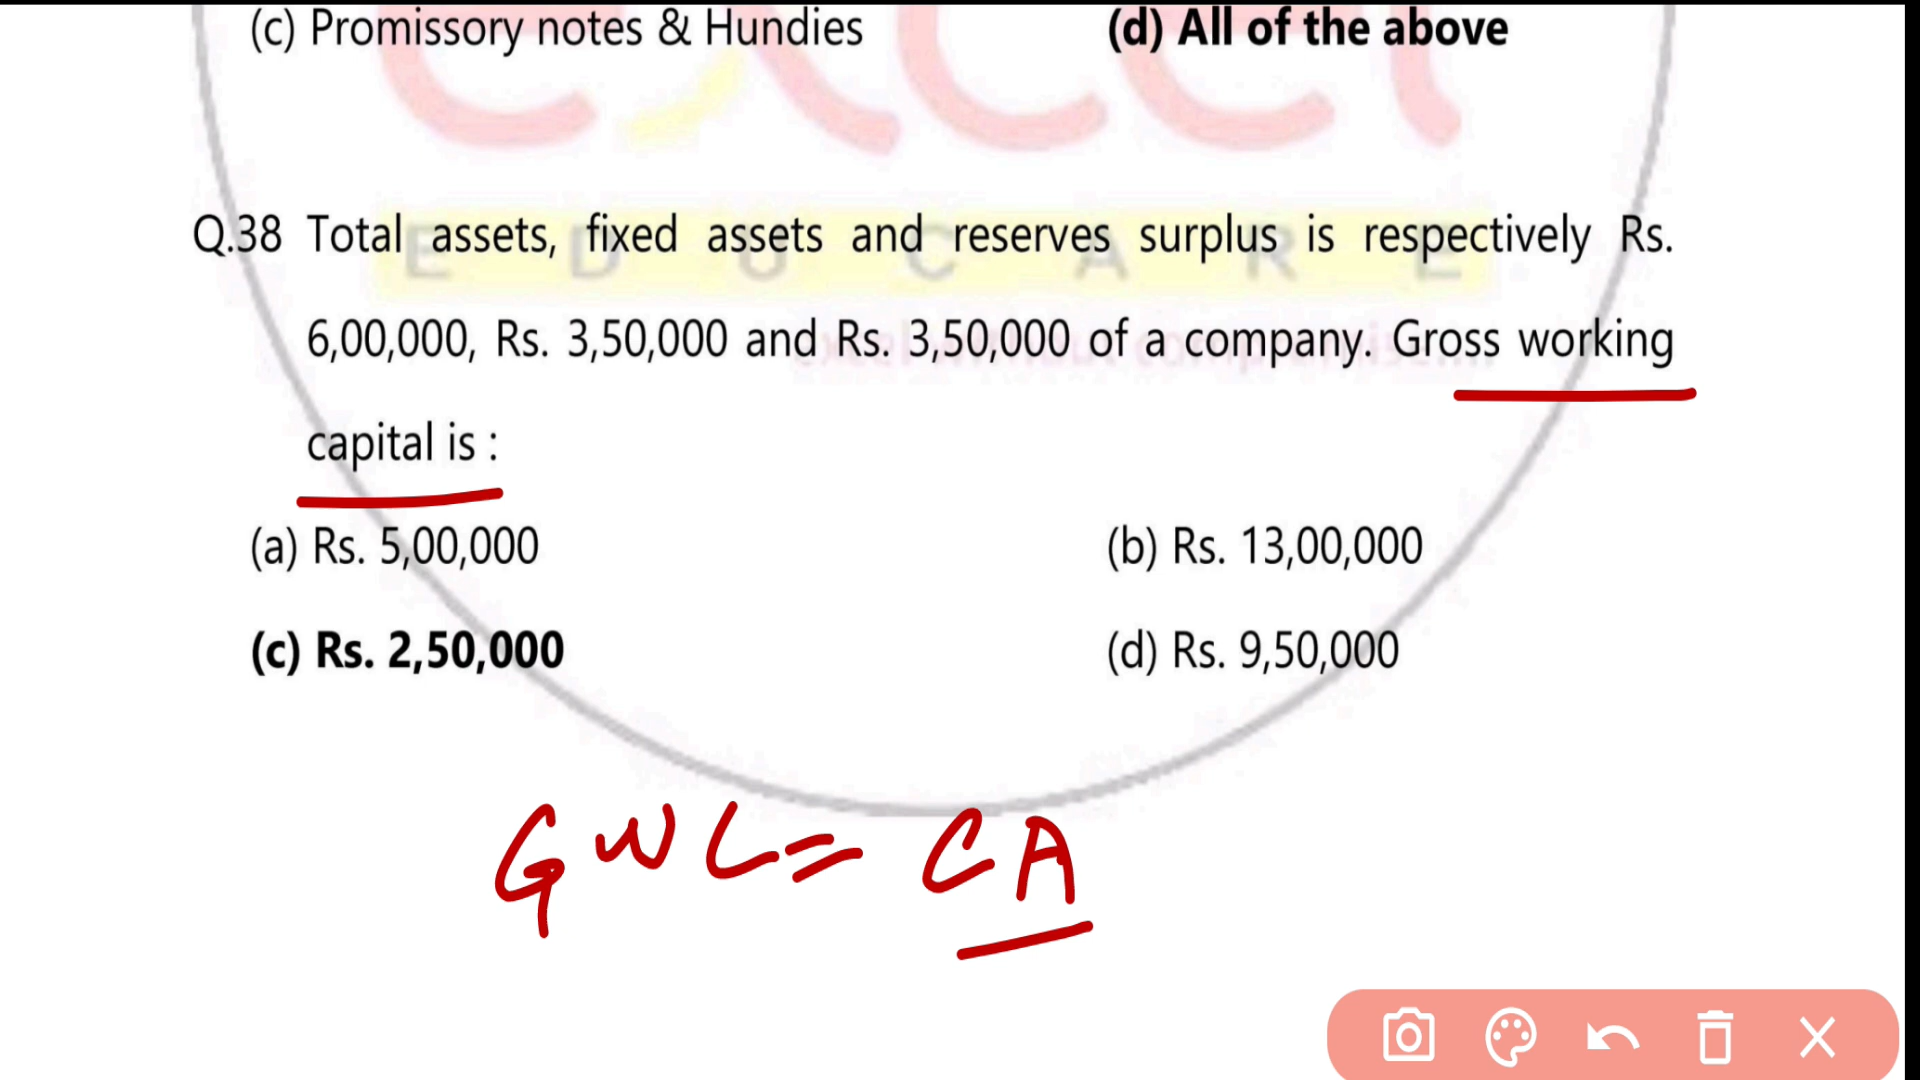 (c) Promissory notes & Hundies (d) All of the above
excel
EDUCARE
Q.38 Total assets, fixed assets and reserves surplus is respectively Rs.
6,00,000, Rs. 3,50,000 and Rs. 3,50,000 of a company. Gross working
capital is :
(a) Rs. 5,00,000 (b) Rs. 13,00,000
(c) Rs. 2,50,000 (d) Rs. 9,50,000
GWC= CA